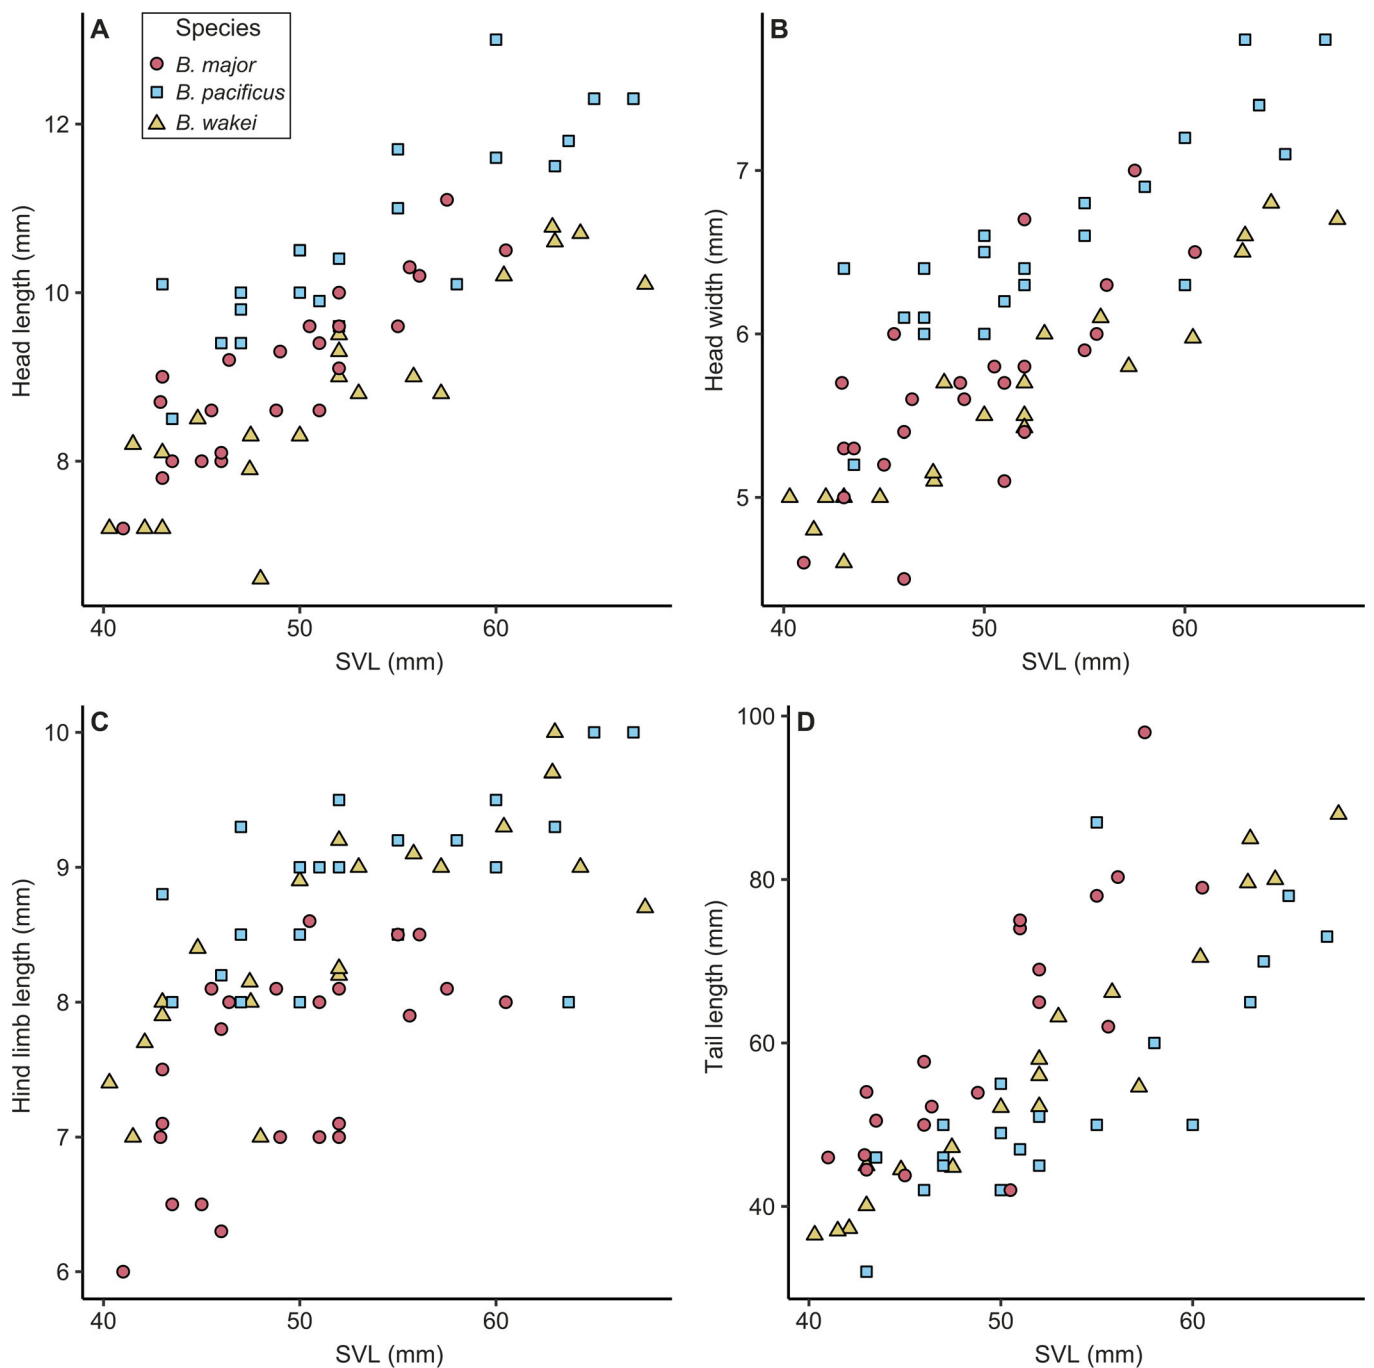 A
Species
B. major
B. pacificus
B. wakei
12
10
8
Head length (mm)
40 50 60
SVL (mm)
B
7
6
5
Head width (mm)
40 50 60
SVL (mm)
C
10
9
8
7
6
Hind limb length (mm)
40 50 60
SVL (mm)
D
100
80
60
40
Tail length (mm)
40 50 60
SVL (mm)